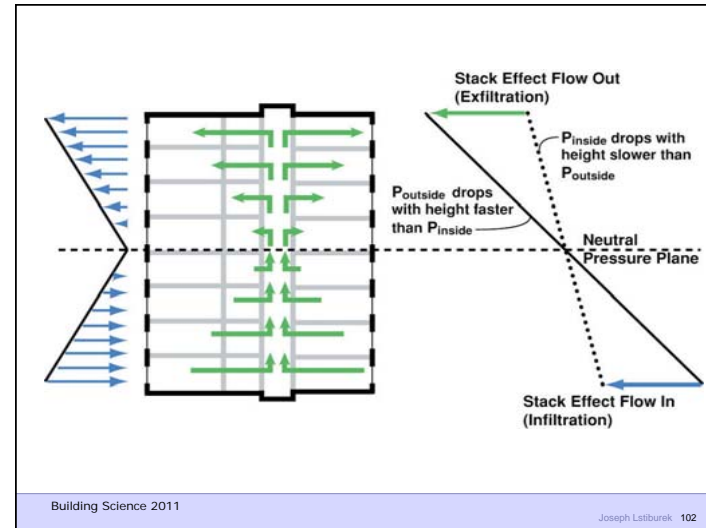 Stack Effect Flow Out
(Exfiltration)
Pinside drops with
height slower than
Poutside
Poutside drops
with height faster
than Pinside
Neutral
Pressure Plane
Stack Effect Flow In
(Infiltration)
Building Science 2011
Joseph Lstiburek 102